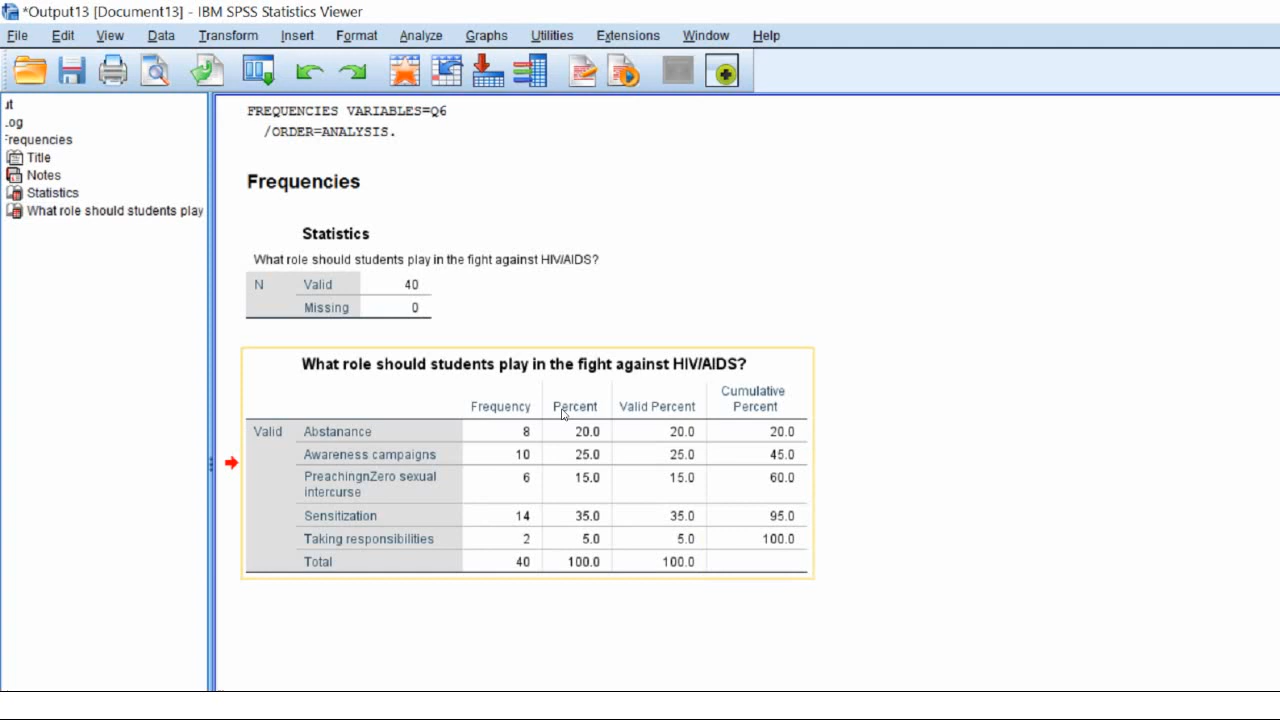 *Output13 [Document13] - IBM SPSS Statistics Viewer
File Edit View Data Transform Insert Format Analyze Graphs Utilities Extensions Window Help
ut
Log
Frequencies
Title
Notes
Statistics
What role should students play
FREQUENCIES VARIABLES=Q6
/ORDER=ANALYSIS.
Frequencies
Statistics
What role should students play in the fight against HIV/AIDS?
N Valid 40
Missing 0
What role should students play in the fight against HIV/AIDS?
Frequency Percent Valid Percent Cumulative Percent
Valid Abstanance 8 20.0 20.0 20.0
Awareness campaigns 10 25.0 25.0 45.0
PreachingnZero sexual intercurse 6 15.0 15.0 60.0
Sensitization 14 35.0 35.0 95.0
Taking responsibilities 2 5.0 5.0 100.0
Total 40 100.0 100.0